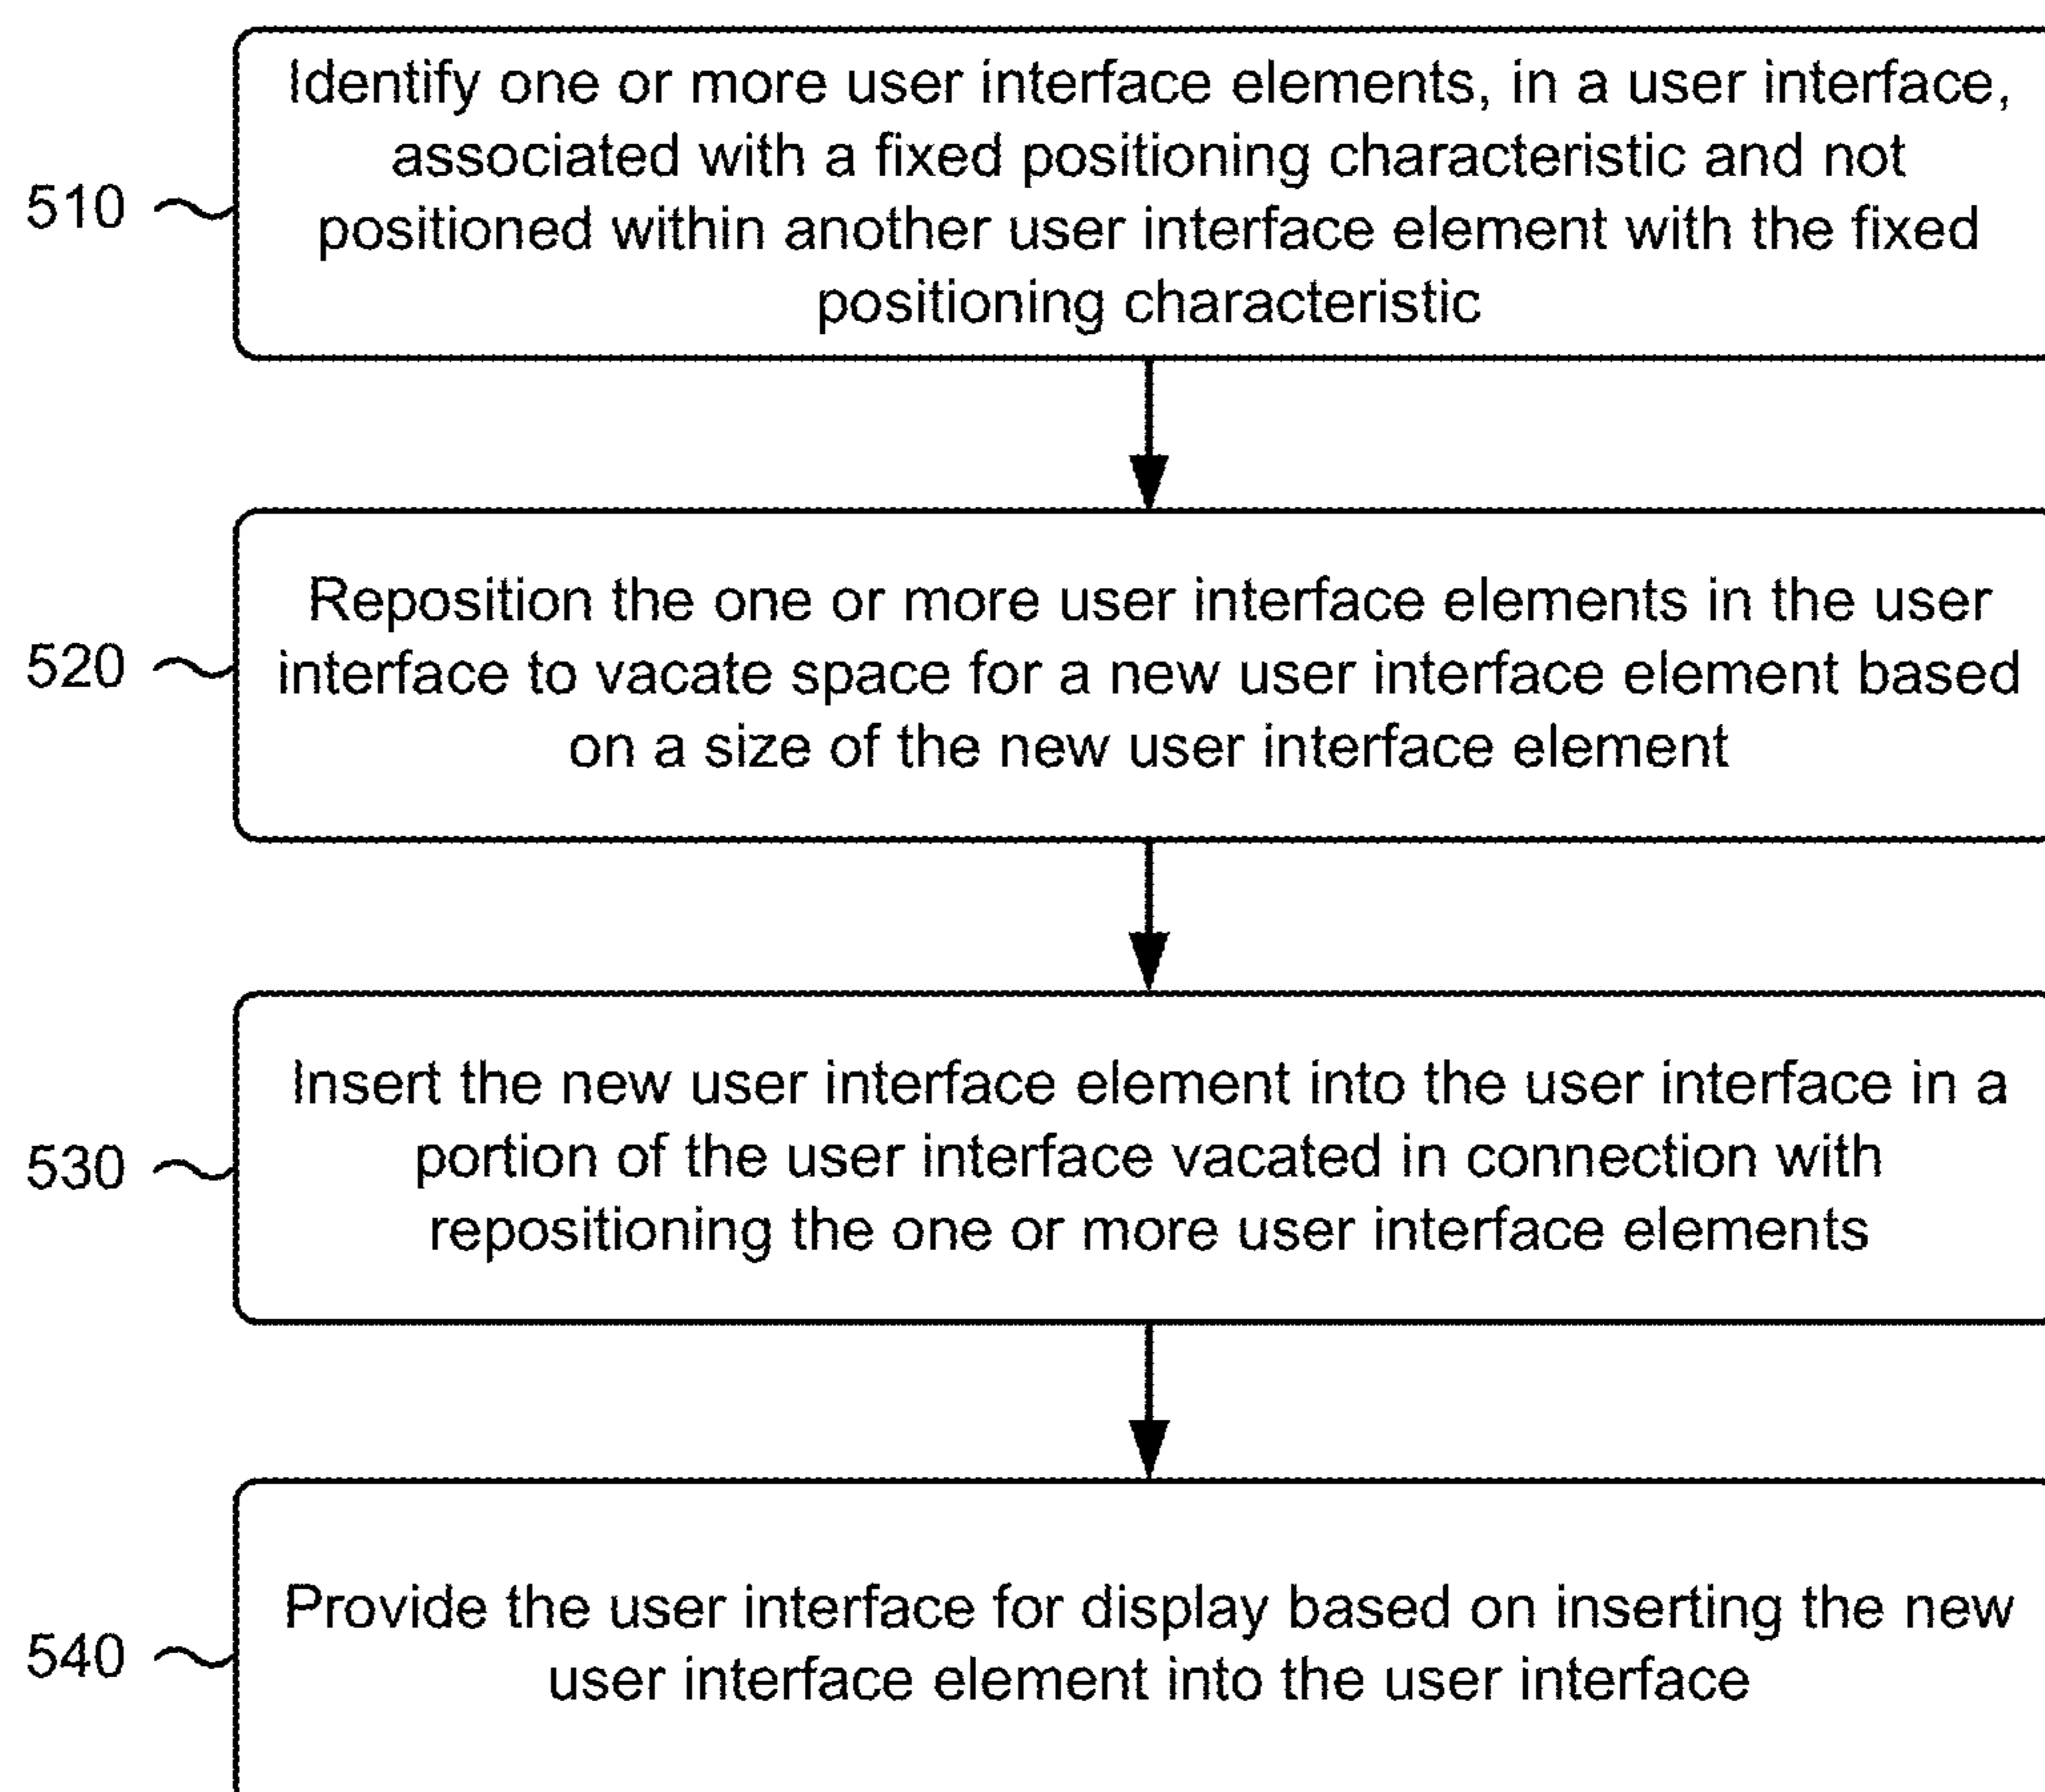 Identify one or more user interface elements, in a user interface,
associated with a fixed positioning characteristic and not
510
positioned within another user interface element with the fixed
positioning characteristic
Reposition the one or more user interface elements in the user
520
interface to vacate space for a new user interface element based
on a size of the new user interface element
Insert the new user interface element into the user interface in a
530
portion of the user interface vacated in connection with
repositioning the one or more user interface elements
Provide the user interface for display based on inserting the new
540
user interface element into the user interface